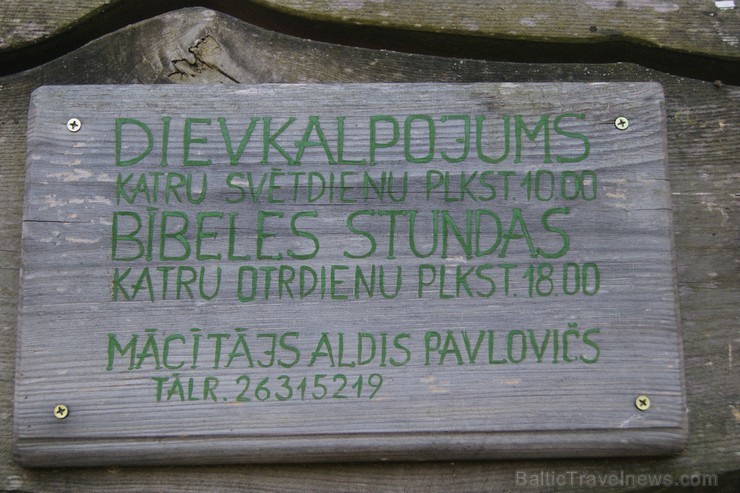 DIEVKALPOJUMS
KATRU SVĒTDIENU PLKST. 10.00
BĪBELES STUNDAS
KATRU OTRDIENU PLKST. 18.00
MĀCĪTĀJS ALDIS PAVLOVIČS
TĀLR. 26315219
BalticTravelnews.com